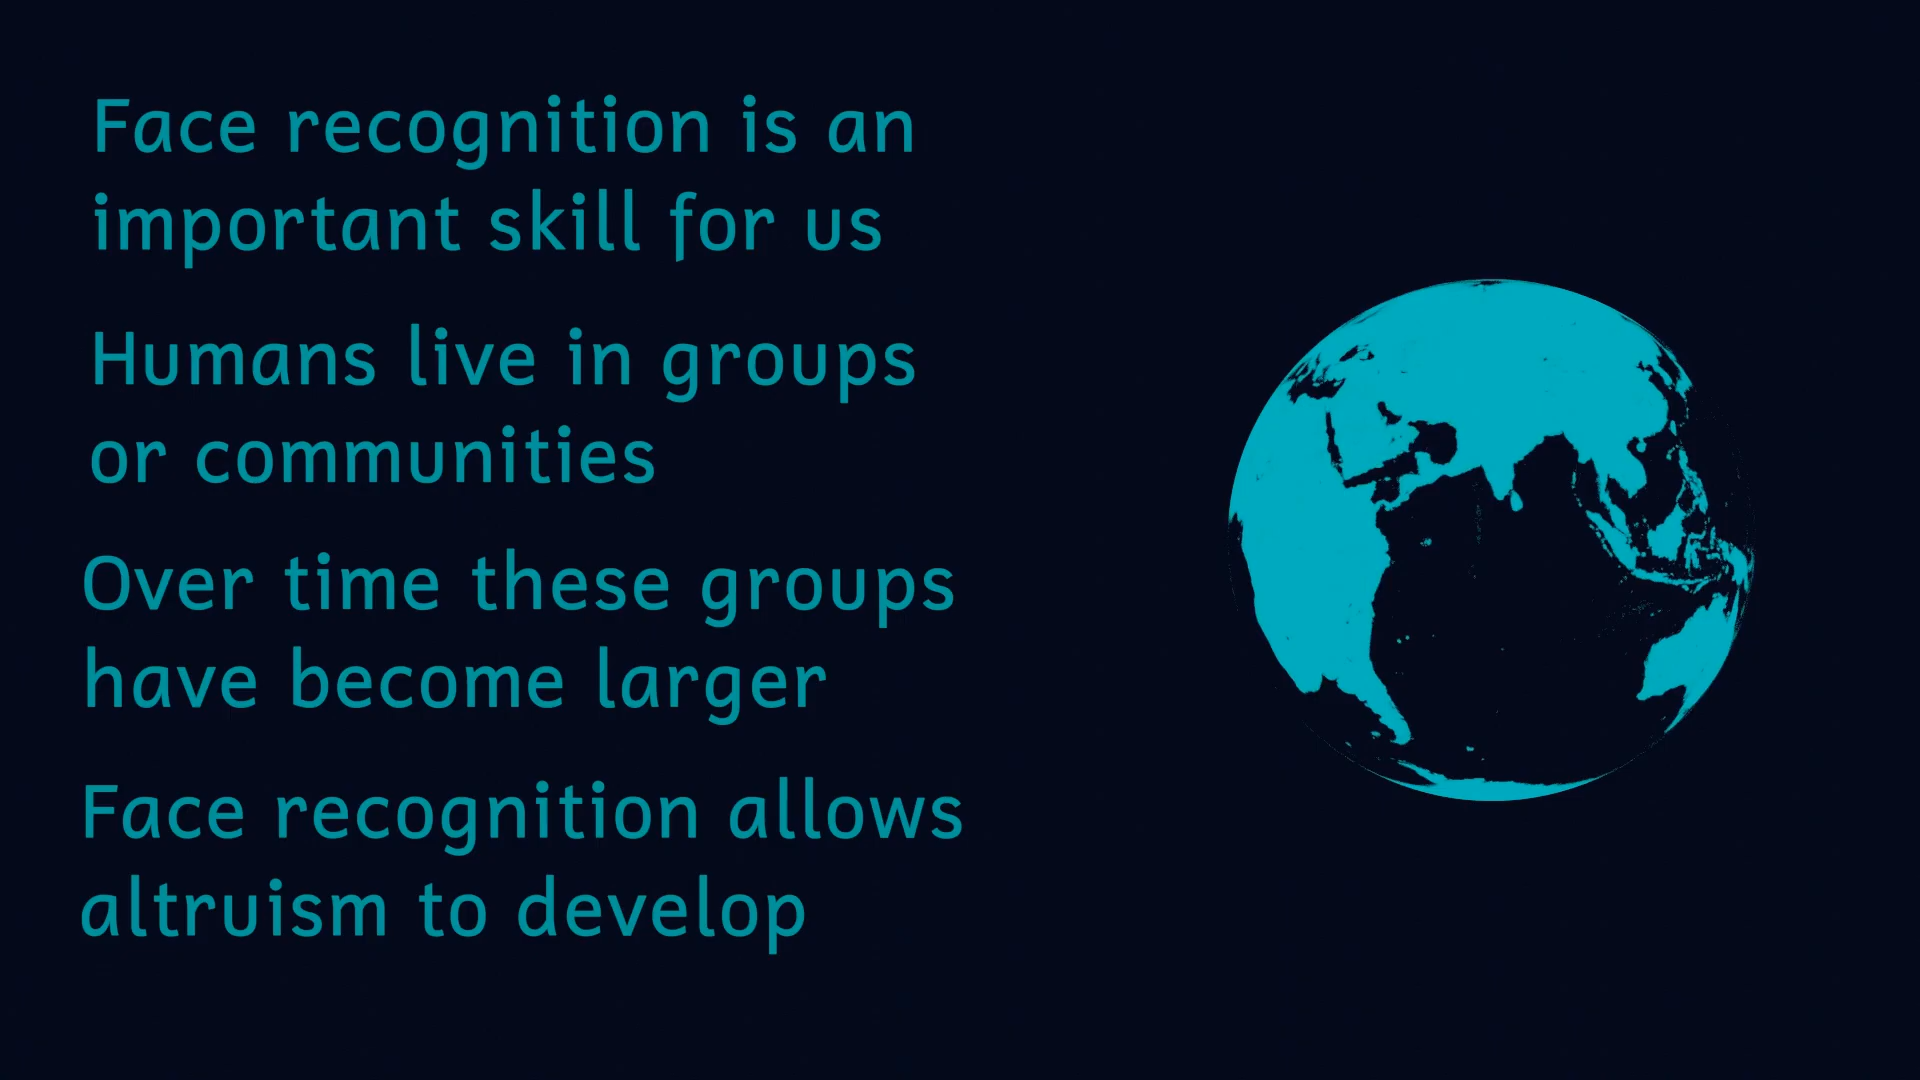 Face recognition is an
important skill for us
Humans live in groups
or communities
Over time these groups
have become larger
Face recognition allows
altruism to develop